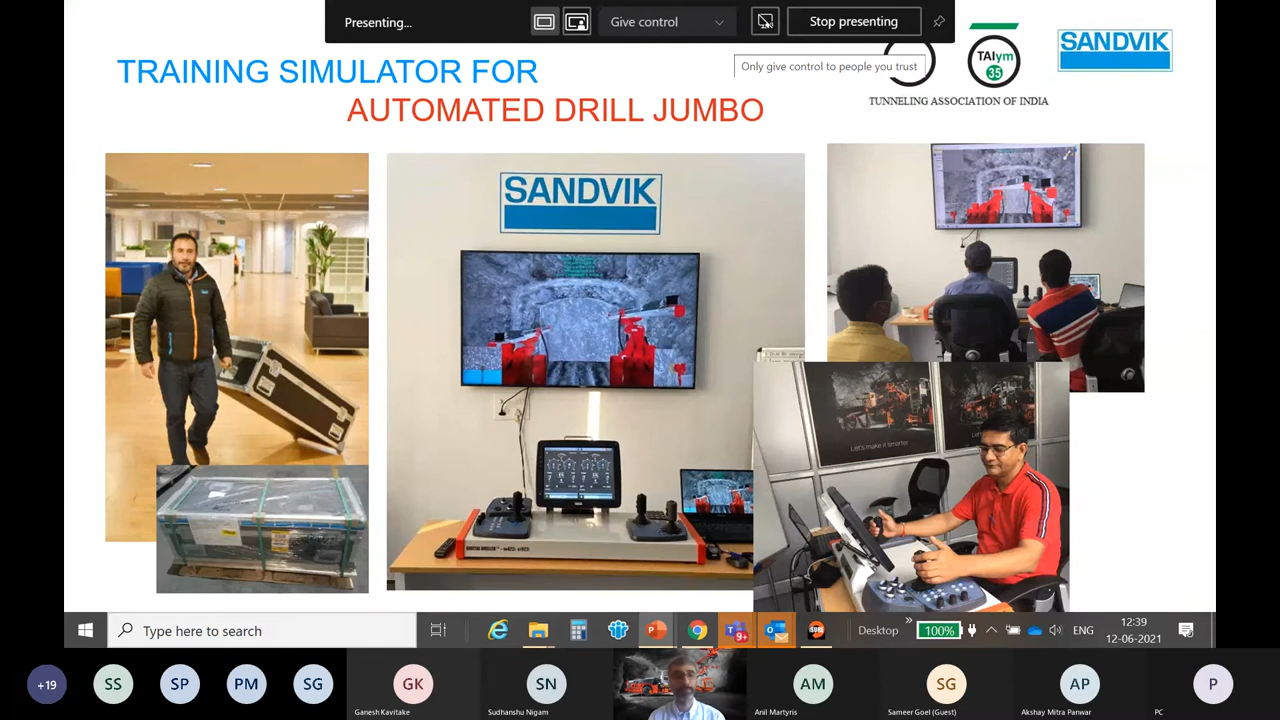 Presenting...
Give control
Stop presenting
Only give control to people you trust
TAIym
35
TUNNELING ASSOCIATION OF INDIA
SANDVIK
TRAINING SIMULATOR FOR
AUTOMATED DRILL JUMBO
SANDVIK
Let's make it smarter
Type here to search
9+
iSURE
Desktop
100%
ENG
12:39
12-06-2021
+19
SS
SP
PM
SG
GK
Ganesh Kavitake
SN
Sudhanshu Nigam
AM
Anil Martyris
SG
Sameer Goel (Guest)
AP
Akshay Mitra Panwar
P
PC